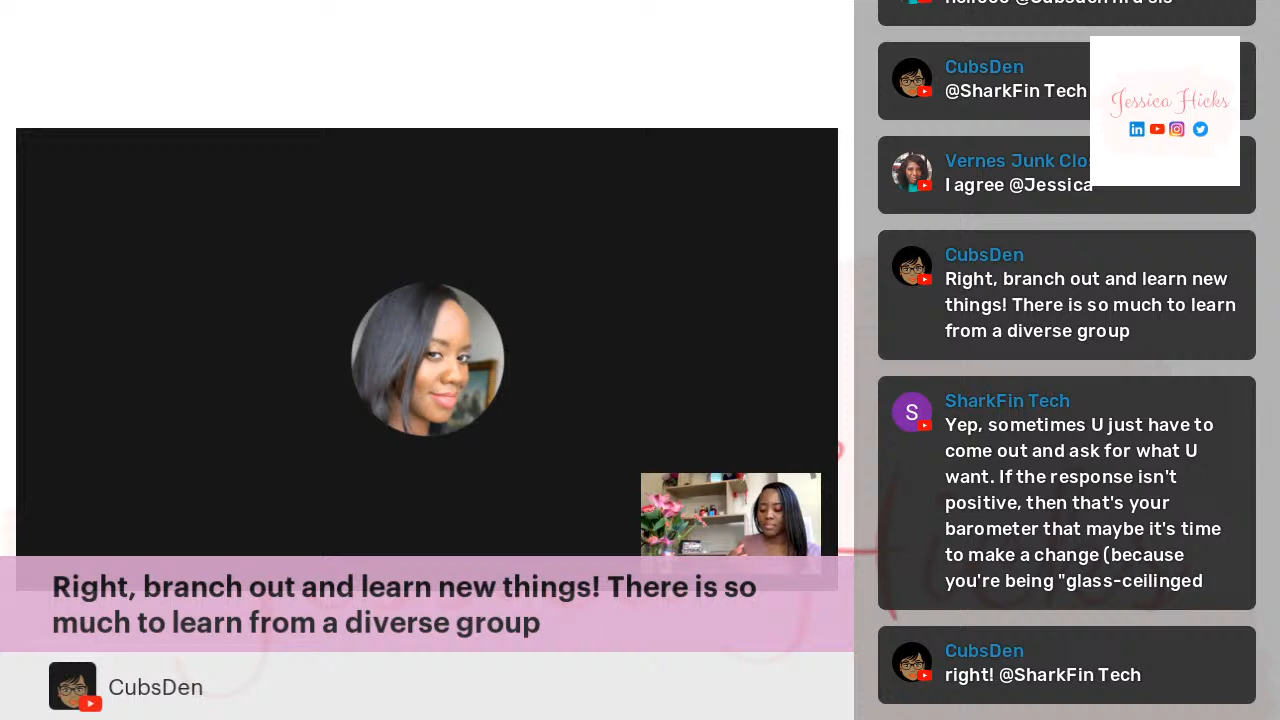 Right, branch out and learn new things! There is so
much to learn from a diverse group
CubsDen
CubsDen
@SharkFin Tech
Jessica Hicks
Vernes Junk Clo
I agree @Jessica
CubsDen
Right, branch out and learn new
things! There is so much to learn
from a diverse group
S
SharkFin Tech
Yep, sometimes U just have to
come out and ask for what U
want. If the response isn't
positive, then that's your
barometer that maybe it's time
to make a change (because
you're being "glass-ceilinged
CubsDen
right! @SharkFin Tech